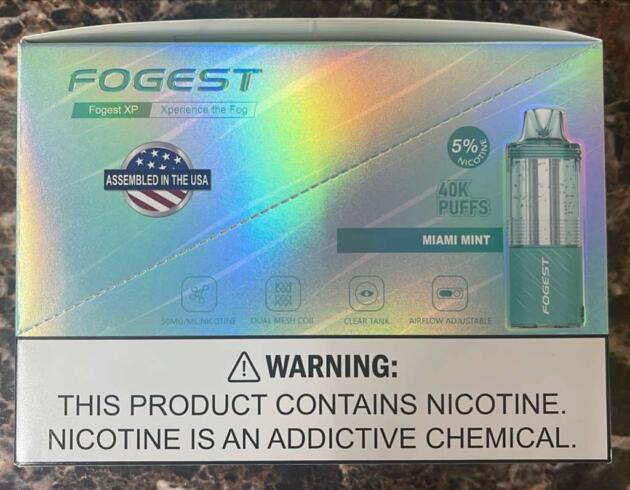 FOGEST
Fogest XP Xperience the Fog
ASSEMBLED IN THE USA
5%
NICOTINE
40K
PUFFS
MIAMI MINT
FOGEST
50MG/ML NICOTINE DUAL MESH COIL CLEAR TANK AIRFLOW ADJUSTABLE
WARNING:
THIS PRODUCT CONTAINS NICOTINE.
NICOTINE IS AN ADDICTIVE CHEMICAL.